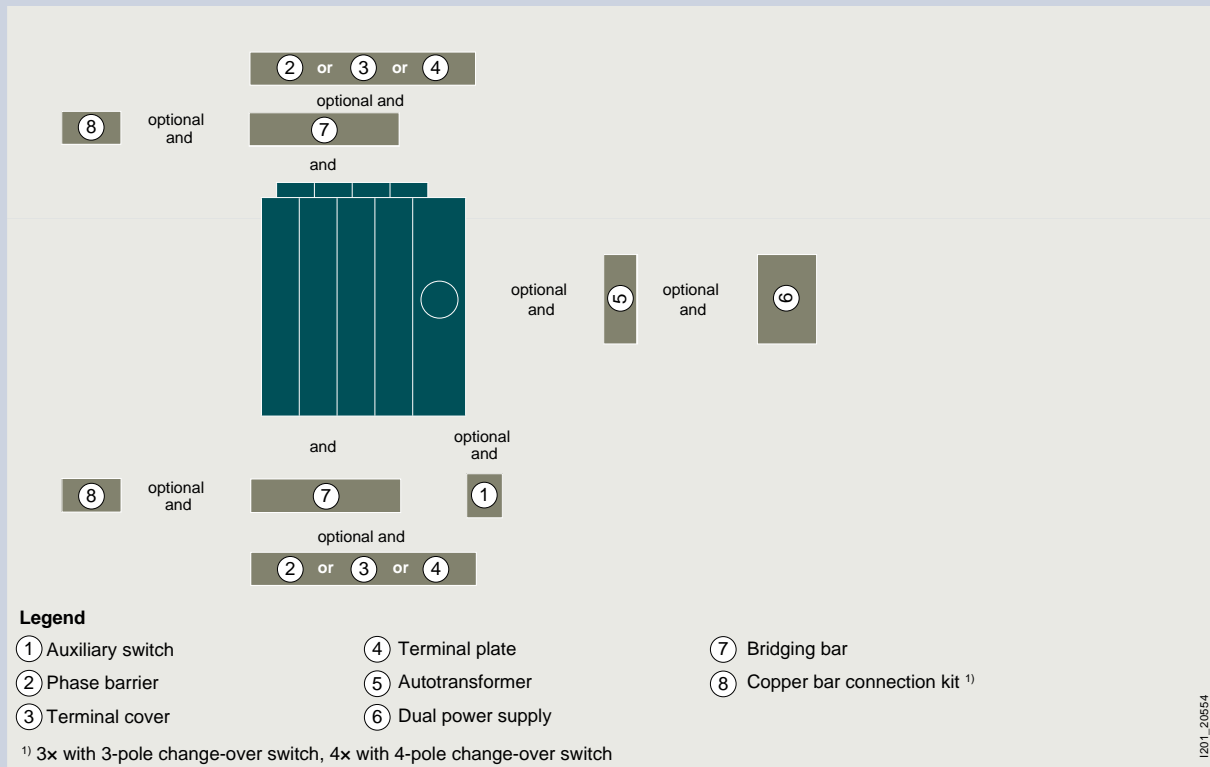 2 or 3 or 4
optional and
8
optional
and
7
and
optional
and
5
optional
and
6
and
optional
and
8
optional
and
7
1
optional and
2 or 3 or 4
Legend
1 Auxiliary switch
2 Phase barrier
3 Terminal cover
4 Terminal plate
5 Autotransformer
6 Dual power supply
7 Bridging bar
8 Copper bar connection kit 1)
1) 3x with 3-pole change-over switch, 4x with 4-pole change-over switch
I201_20554